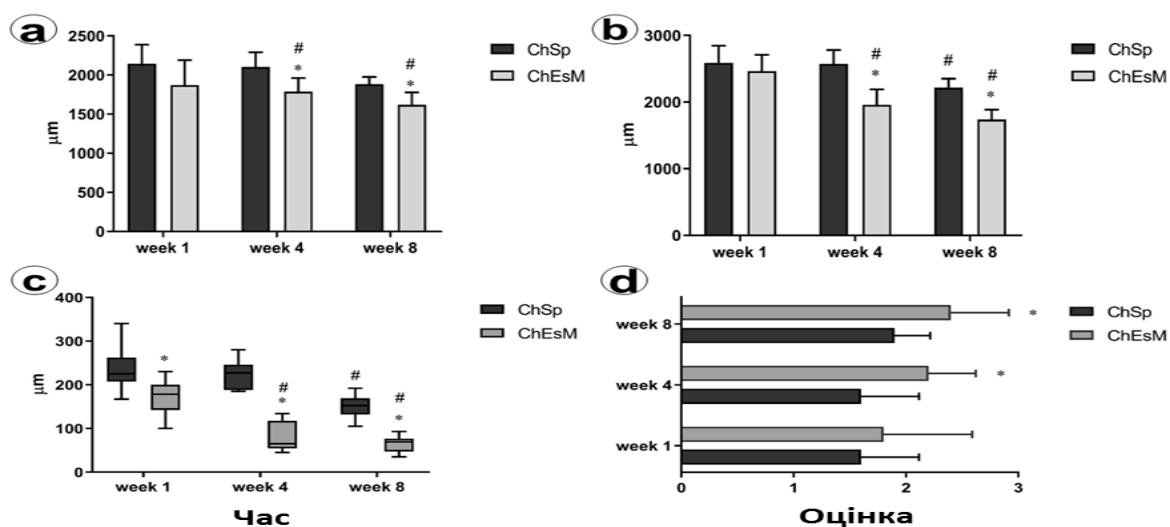 a
2500
2000
1500
1000
500
0
μm
#
*
#
*
week 1
week 4
week 8
ChSp
ChEsM
b
3000
2000
1000
0
μm
#
*
#
#
*
week 1
week 4
week 8
ChSp
ChEsM
c
400
300
200
100
0
μm
*
#
*
#
#
*
week 1
week 4
week 8
Час
ChSp
ChEsM
d
week 8
week 4
week 1
*
*
0
1
2
3
Оцінка
ChSp
ChEsM